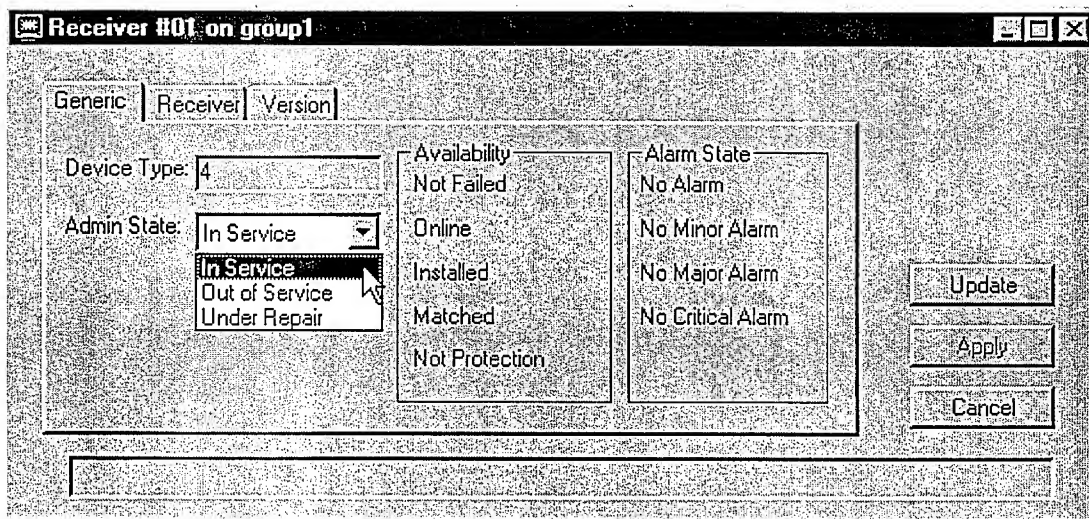 Receiver #01 on group1
Generic
Receiver
Version
Device Type: 4
Admin State: In Service
In Service
Out of Service
Under Repair
Availability
Not Failed
Online
Installed
Matched
Not Protection
Alarm State
No Alarm
No Minor Alarm
No Major Alarm
No Critical Alarm
Update
Apply
Cancel